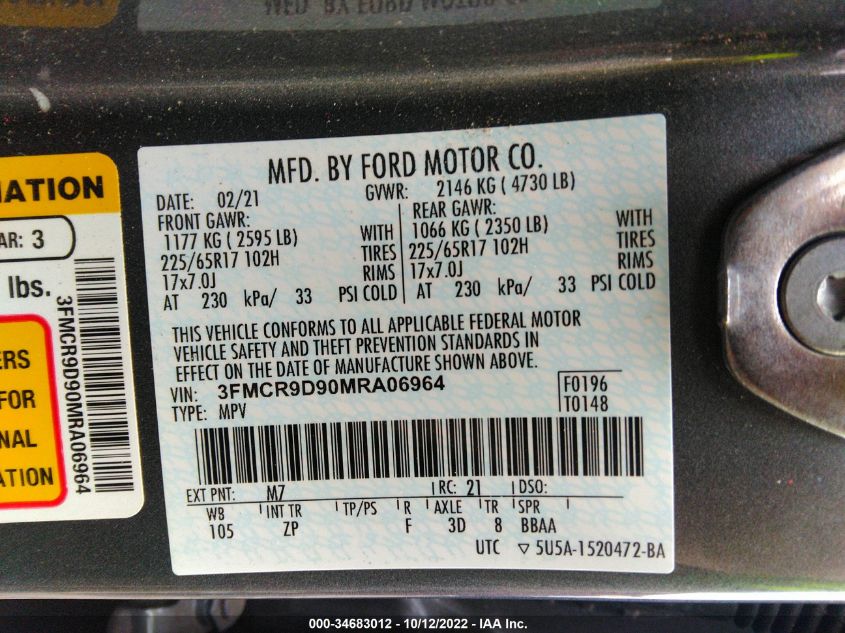 MFD. BY FORD MOTOR CO.
DATE: 02/21 GVWR: 2146 KG ( 4730 LB)
FRONT GAWR: REAR GAWR:
1177 KG ( 2595 LB) WITH 1066 KG ( 2350 LB) WITH
225/65R17 102H TIRES 225/65R17 102H TIRES
17x7.0J RIMS 17x7.0J RIMS
AT 230 kPa/ 33 PSI COLD AT 230 kPa/ 33 PSI COLD
THIS VEHICLE CONFORMS TO ALL APPLICABLE FEDERAL MOTOR
VEHICLE SAFETY AND THEFT PREVENTION STANDARDS IN
EFFECT ON THE DATE OF MANUFACTURE SHOWN ABOVE.
VIN: 3FMCR9D90MRA06964 F0196
TYPE: MPV T0148
EXT PNT: M7 RC: 21 DSO:
WB INT TR TP/PS R AXLE TR SPR
105 ZP F 3D 8 BBAA
UTC ▽ 5U5A-1520472-BA
MATION
AR: 3
lbs.
3FMCR9D90MRA06964
ERS
FOR
NAL
ATION
000-34683012 - 10/12/2022 - IAA Inc.